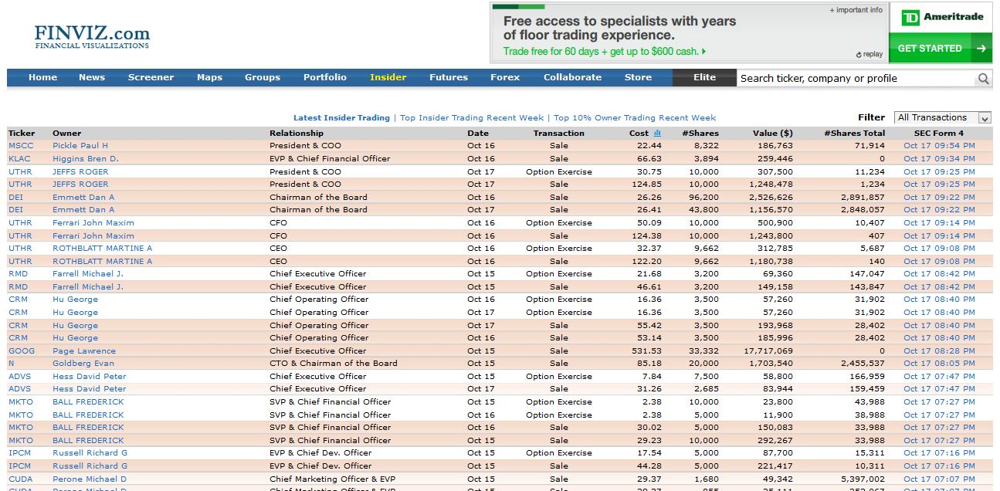 + important info
Free access to specialists with years
of floor trading experience.
Trade free for 60 days + get up to $600 cash.
replay
TD Ameritrade
GET STARTED
FINVIZ.com
FINANCIAL VISUALIZATIONS
Home News Screener Maps Groups Portfolio Insider Futures Forex Collaborate Store Elite Search ticker, company or profile
Latest Insider Trading | Top Insider Trading Recent Week | Top 10% Owner Trading Recent Week Filter All Transactions
Ticker Owner Relationship Date Transaction Cost #Shares Value ($) #Shares Total SEC Form 4
MSCC Pickle Paul H President & COO Oct 16 Sale 22.44 8,322 186,763 71,914 Oct 17 09:54 PM
KLAC Higgins Bren D. EVP & Chief Financial Officer Oct 16 Sale 66.63 3,894 259,446 0 Oct 17 09:34 PM
UTHR JEFFS ROGER President & COO Oct 17 Option Exercise 30.75 10,000 307,500 11,234 Oct 17 09:25 PM
UTHR JEFFS ROGER President & COO Oct 17 Sale 124.85 10,000 1,248,478 1,234 Oct 17 09:25 PM
DEI Emmett Dan A Chairman of the Board Oct 16 Sale 26.26 96,200 2,526,626 2,891,857 Oct 17 09:22 PM
DEI Emmett Dan A Chairman of the Board Oct 17 Sale 26.41 43,800 1,156,570 2,848,057 Oct 17 09:22 PM
UTHR Ferrari John Maxim CFO Oct 16 Option Exercise 50.09 10,000 500,900 10,407 Oct 17 09:14 PM
UTHR Ferrari John Maxim CFO Oct 16 Sale 124.38 10,000 1,243,800 407 Oct 17 09:14 PM
UTHR ROTHBLATT MARTINE A CEO Oct 16 Option Exercise 32.37 9,662 312,785 5,687 Oct 17 09:08 PM
UTHR ROTHBLATT MARTINE A CEO Oct 16 Sale 122.20 9,662 1,180,738 140 Oct 17 09:08 PM
RMD Farrell Michael J. Chief Executive Officer Oct 15 Option Exercise 21.68 3,200 69,360 147,047 Oct 17 08:42 PM
RMD Farrell Michael J. Chief Executive Officer Oct 15 Sale 46.61 3,200 149,158 143,847 Oct 17 08:42 PM
CRM Hu George Chief Operating Officer Oct 16 Option Exercise 16.36 3,500 57,260 31,902 Oct 17 08:40 PM
CRM Hu George Chief Operating Officer Oct 17 Option Exercise 16.36 3,500 57,260 31,902 Oct 17 08:40 PM
CRM Hu George Chief Operating Officer Oct 17 Sale 55.42 3,500 193,968 28,402 Oct 17 08:40 PM
CRM Hu George Chief Operating Officer Oct 16 Sale 53.14 3,500 185,996 28,402 Oct 17 08:40 PM
GOOG Page Lawrence Chief Executive Officer Oct 15 Sale 531.53 33,332 17,717,069 0 Oct 17 08:28 PM
N Goldberg Evan CTO & Chairman of the Board Oct 15 Sale 85.18 20,000 1,703,540 2,455,537 Oct 17 08:05 PM
ADVS Hess David Peter Chief Executive Officer Oct 15 Option Exercise 7.84 7,500 58,800 166,959 Oct 17 07:47 PM
ADVS Hess David Peter Chief Executive Officer Oct 17 Sale 31.26 2,685 83,944 159,459 Oct 17 07:47 PM
MKTO BALL FREDERICK SVP & Chief Financial Officer Oct 15 Option Exercise 2.38 10,000 23,800 43,988 Oct 17 07:27 PM
MKTO BALL FREDERICK SVP & Chief Financial Officer Oct 16 Option Exercise 2.38 5,000 11,900 38,988 Oct 17 07:27 PM
MKTO BALL FREDERICK SVP & Chief Financial Officer Oct 16 Sale 30.02 5,000 150,083 33,988 Oct 17 07:27 PM
MKTO BALL FREDERICK SVP & Chief Financial Officer Oct 15 Sale 29.23 10,000 292,267 33,988 Oct 17 07:27 PM
IPCM Russell Richard G EVP & Chief Dev. Officer Oct 15 Option Exercise 17.54 5,000 87,700 15,311 Oct 17 07:16 PM
IPCM Russell Richard G EVP & Chief Dev. Officer Oct 15 Sale 44.28 5,000 221,417 10,311 Oct 17 07:16 PM
CUDA Perone Michael D Chief Marketing Officer & EVP Oct 15 Sale 29.37 1,680 49,342 5,397,002 Oct 17 07:07 PM